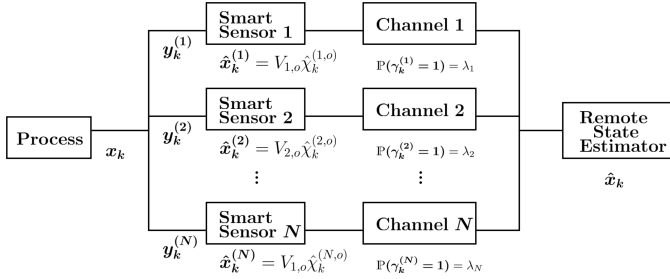 Process
x_k
y_k^{(1)}
Smart
Sensor 1
x̂_k^{(1)} = V_{1,o} χ̂_k^{(1,o)}
Channel 1
ℙ(γ_k^{(1)} = 1) = λ_1
y_k^{(2)}
Smart
Sensor 2
x̂_k^{(2)} = V_{2,o} χ̂_k^{(2,o)}
Channel 2
ℙ(γ_k^{(2)} = 1) = λ_2
⋮
⋮
y_k^{(N)}
Smart
Sensor N
x̂_k^{(N)} = V_{1,o} χ̂_k^{(N,o)}
Channel N
ℙ(γ_k^{(N)} = 1) = λ_N
Remote
State
Estimator
x̂_k